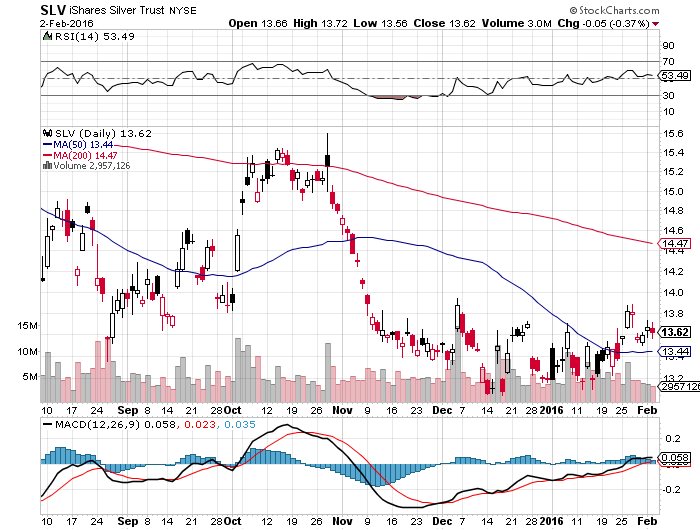 SLV iShares Silver Trust NYSE © StockCharts.com
2-Feb-2016 Open 13.66 High 13.72 Low 13.56 Close 13.62 Volume 3.0M Chg -0.05 (-0.37%)
RSI(14) 53.49
90
70
53.49
30
10
SLV (Daily) 13.62
MA(50) 13.44
MA(200) 14.47
Volume 2,957,126
15.6
15.4
15.2
15.0
14.8
14.6
14.47
14.2
14.0
13.8
13.62
13.44
13.2
2957126
15M
10M
5M
10 17 24 Sep 8 14 21 28 Oct 12 19 26 Nov 9 16 23 Dec 7 14 21 28 2016 11 19 25 Feb
MACD(12,26,9) 0.058, 0.023, 0.035
0.2
0.058
-0.2
10 17 24 Sep 8 14 21 28 Oct 12 19 26 Nov 9 16 23 Dec 7 14 21 28 2016 11 19 25 Feb